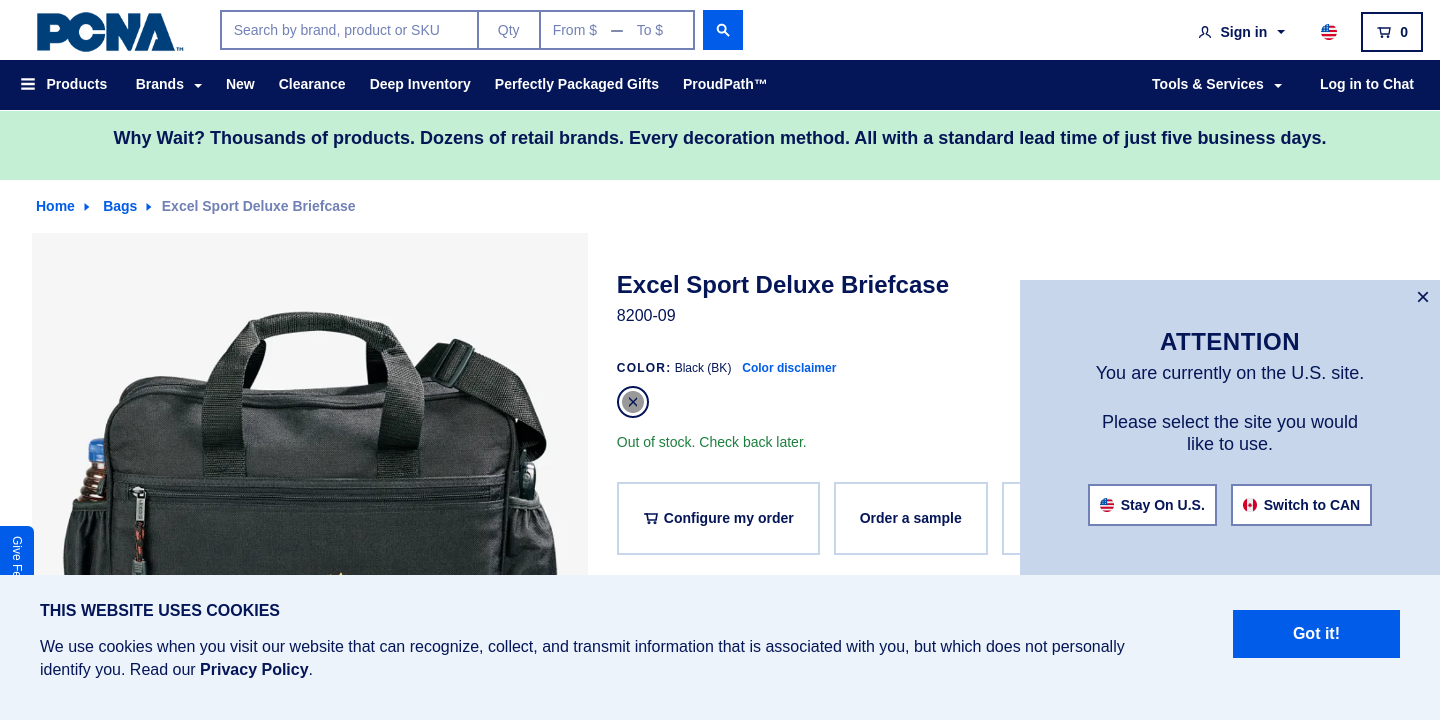 PCNA™
Search by brand, product or SKU
Qty
From $ — To $
Sign in
0
Products
Brands
New
Clearance
Deep Inventory
Perfectly Packaged Gifts
ProudPath™
Tools & Services
Log in to Chat
Why Wait? Thousands of products. Dozens of retail brands. Every decoration method. All with a standard lead time of just five business days.
Home
Bags
Excel Sport Deluxe Briefcase
Excel Sport Deluxe Briefcase
8200-09
COLOR: Black (BK) Color disclaimer
Out of stock. Check back later.
Configure my order
Order a sample
ATTENTION
You are currently on the U.S. site.
Please select the site you would
like to use.
Stay On U.S.
Switch to CAN
Give Fe
THIS WEBSITE USES COOKIES
We use cookies when you visit our website that can recognize, collect, and transmit information that is associated with you, but which does not personally
identify you. Read our Privacy Policy.
Got it!